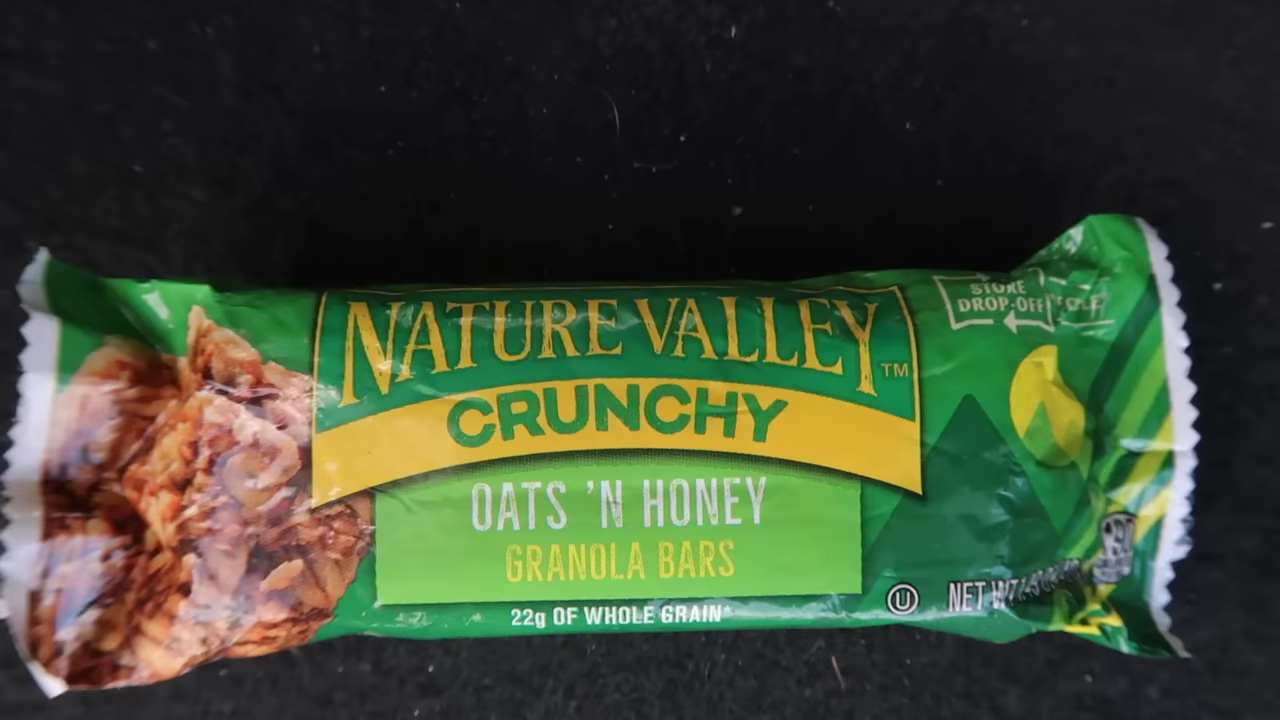 NATURE VALLEY™
CRUNCHY
OATS 'N HONEY
GRANOLA BARS
22g OF WHOLE GRAIN*
STORE
DROP-OFF
U
NET WT